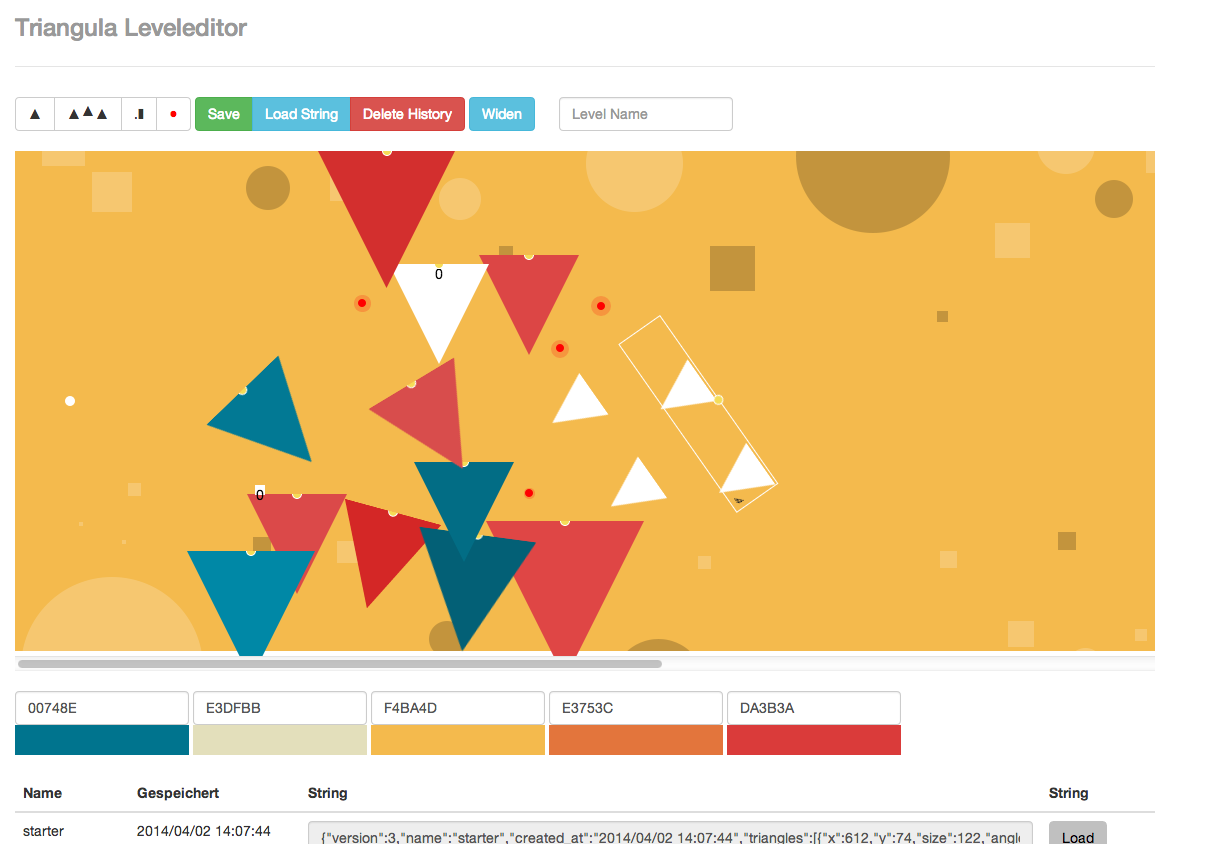 Triangula Leveleditor
Save Load String Delete History Widen Level Name
0
0
00748E E3DFBB F4BA4D E3753C DA3B3A
Name Gespeichert String String
starter 2014/04/02 14:07:44 {"version":3,"name":"starter","created_at":"2014/04/02 14:07:44","triangles":[{"x":612,"y":74,"size":122,"angl Load